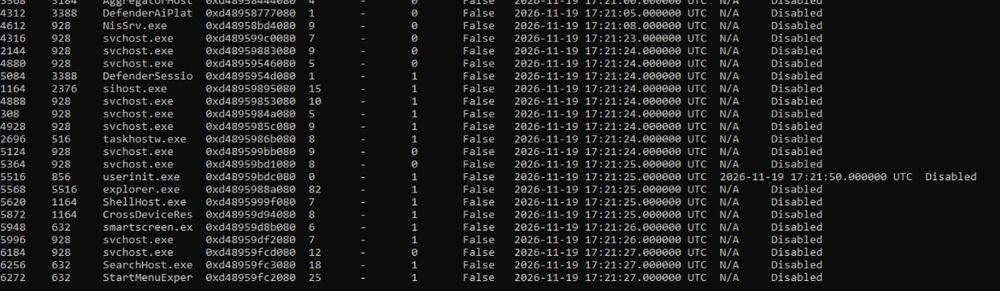 3568 3184 AggregatorHost 0xd48958444080 4 - 0 False 2026-11-19 17:21:00.000000 UTC N/A Disabled
4312 3388 DefenderAiPlat 0xd48958777080 1 - 0 False 2026-11-19 17:21:05.000000 UTC N/A Disabled
4612 928 NisSrv.exe 0xd48958bd4080 9 - 0 False 2026-11-19 17:21:08.000000 UTC N/A Disabled
4316 928 svchost.exe 0xd489599c0080 7 - 0 False 2026-11-19 17:21:23.000000 UTC N/A Disabled
2144 928 svchost.exe 0xd48959883080 9 - 0 False 2026-11-19 17:21:24.000000 UTC N/A Disabled
4880 928 svchost.exe 0xd48959546080 5 - 0 False 2026-11-19 17:21:24.000000 UTC N/A Disabled
5084 3388 DefenderSessio 0xd4895954d080 1 - 1 False 2026-11-19 17:21:24.000000 UTC N/A Disabled
1164 2376 sihost.exe 0xd48959895080 15 - 1 False 2026-11-19 17:21:24.000000 UTC N/A Disabled
4888 928 svchost.exe 0xd48959853080 10 - 1 False 2026-11-19 17:21:24.000000 UTC N/A Disabled
308 928 svchost.exe 0xd4895984a080 5 - 1 False 2026-11-19 17:21:24.000000 UTC N/A Disabled
4928 928 svchost.exe 0xd4895985c080 9 - 1 False 2026-11-19 17:21:24.000000 UTC N/A Disabled
2696 516 taskhostw.exe 0xd4895986b080 8 - 1 False 2026-11-19 17:21:24.000000 UTC N/A Disabled
5124 928 svchost.exe 0xd489599bb080 9 - 0 False 2026-11-19 17:21:24.000000 UTC N/A Disabled
5364 928 svchost.exe 0xd48959bd1080 8 - 0 False 2026-11-19 17:21:25.000000 UTC N/A Disabled
5516 856 userinit.exe 0xd48959bdc080 0 - 1 False 2026-11-19 17:21:25.000000 UTC 2026-11-19 17:21:50.000000 UTC Disabled
5568 5516 explorer.exe 0xd4895988a080 82 - 1 False 2026-11-19 17:21:25.000000 UTC N/A Disabled
5620 1164 ShellHost.exe 0xd4895999f080 7 - 1 False 2026-11-19 17:21:25.000000 UTC N/A Disabled
5872 1164 CrossDeviceRes 0xd48959d94080 8 - 1 False 2026-11-19 17:21:25.000000 UTC N/A Disabled
5948 632 smartscreen.ex 0xd48959d8b080 6 - 1 False 2026-11-19 17:21:26.000000 UTC N/A Disabled
5996 928 svchost.exe 0xd48959df2080 7 - 1 False 2026-11-19 17:21:26.000000 UTC N/A Disabled
6184 928 svchost.exe 0xd48959fcd080 12 - 0 False 2026-11-19 17:21:27.000000 UTC N/A Disabled
6256 632 SearchHost.exe 0xd48959fc3080 18 - 1 False 2026-11-19 17:21:27.000000 UTC N/A Disabled
6272 632 StartMenuExper 0xd48959fc2080 25 - 1 False 2026-11-19 17:21:27.000000 UTC N/A Disabled